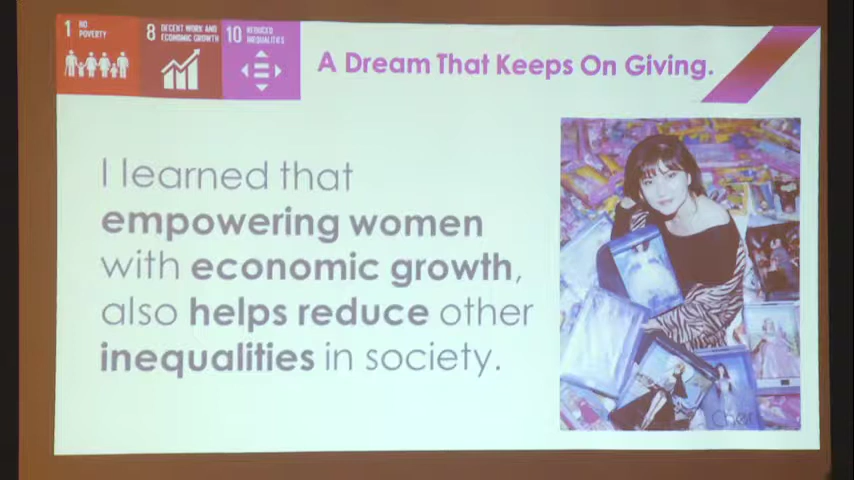 1 NO
POVERTY
8 DECENT WORK AND
ECONOMIC GROWTH
10 REDUCED
INEQUALITIES
A Dream That Keeps On Giving.
I learned that
empowering women
with economic growth,
also helps reduce other
inequalities in society.